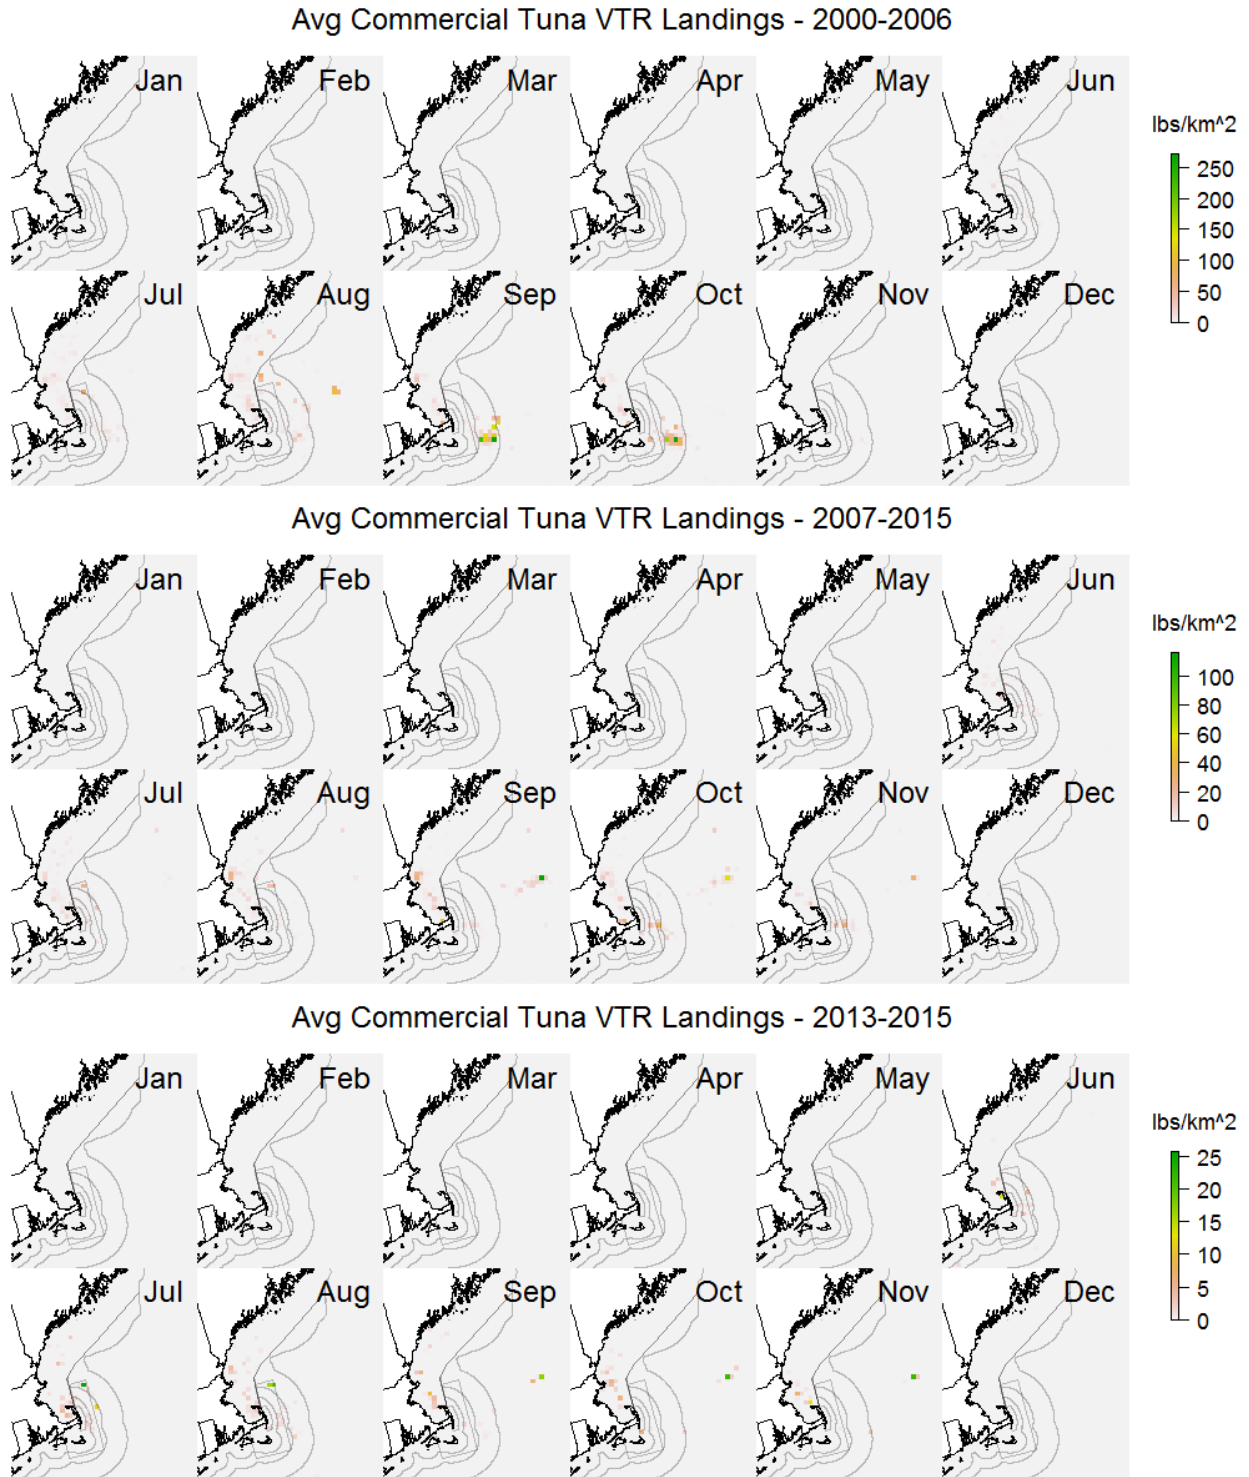 Avg Commercial Tuna VTR Landings - 2000-2006
Jan Feb Mar Apr May Jun
lbs/km^2
250
200
150
100
50
0
Jul Aug Sep Oct Nov Dec
Avg Commercial Tuna VTR Landings - 2007-2015
Jan Feb Mar Apr May Jun
lbs/km^2
100
80
60
40
20
0
Jul Aug Sep Oct Nov Dec
Avg Commercial Tuna VTR Landings - 2013-2015
Jan Feb Mar Apr May Jun
lbs/km^2
25
20
15
10
5
0
Jul Aug Sep Oct Nov Dec